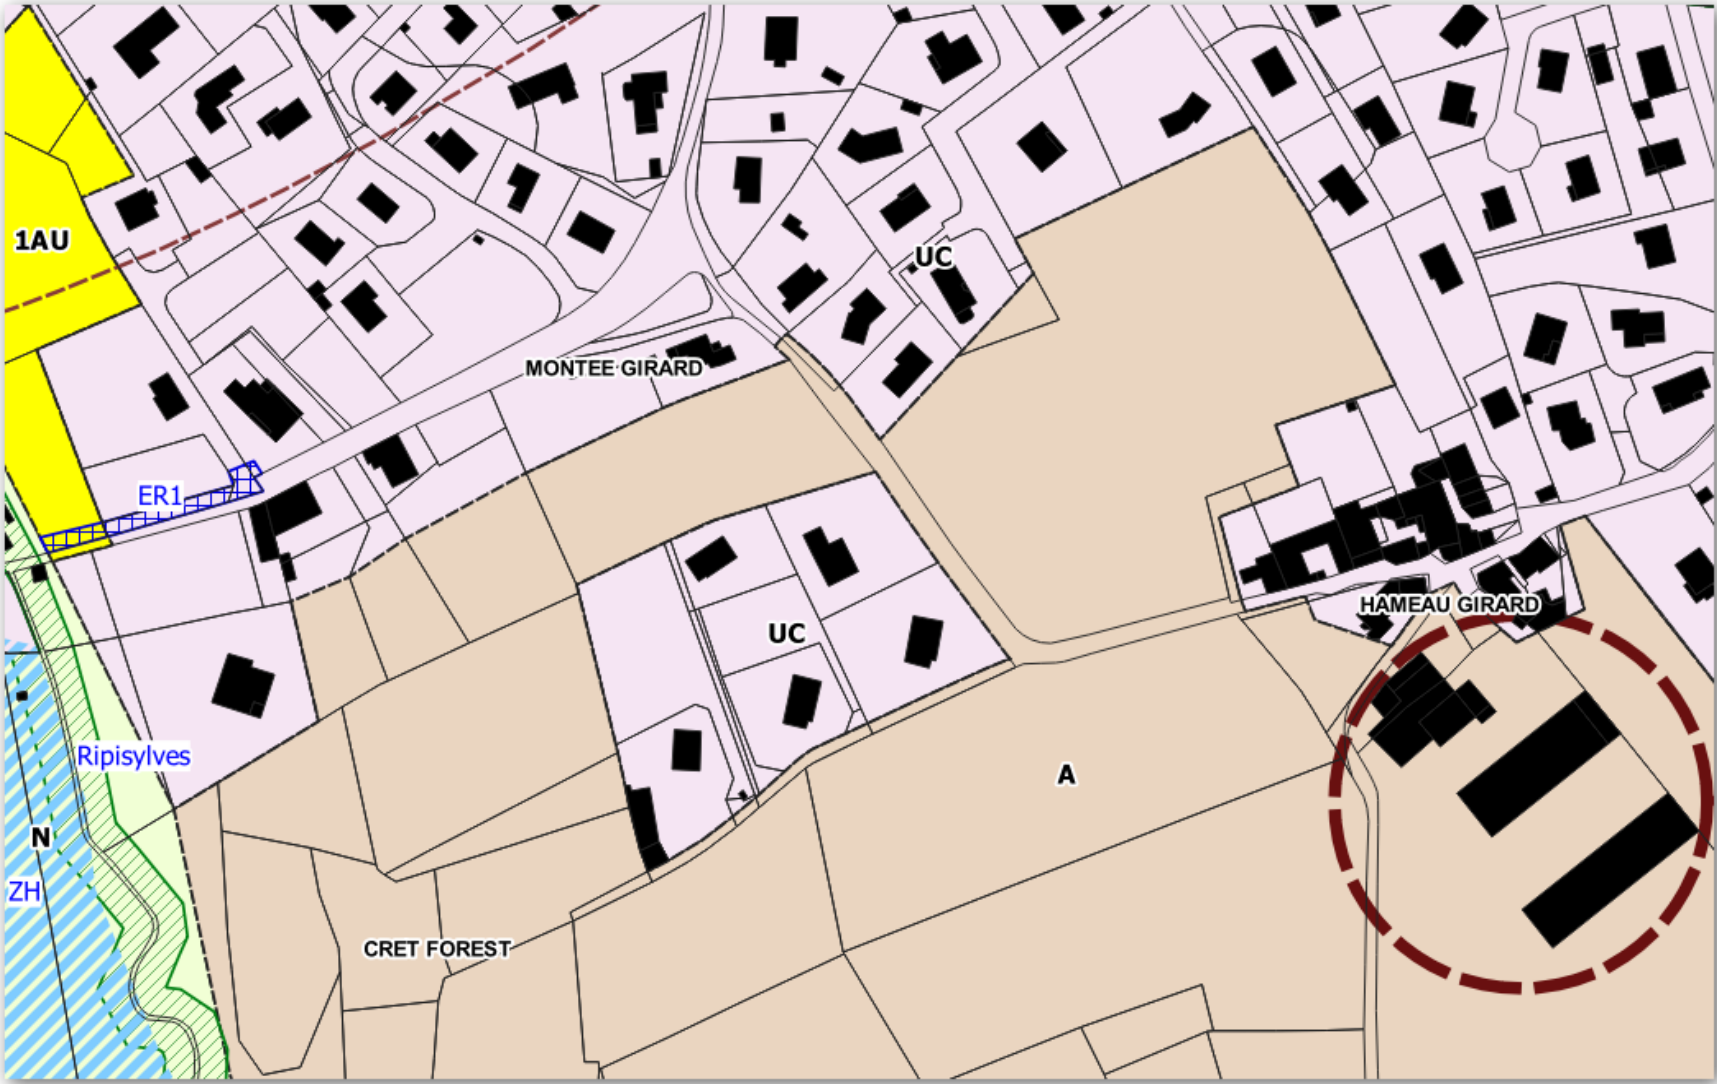 1AU
UC
MONTEE GIRARD
ER1
HAMEAU GIRARD
UC
Ripisylves
A
N
ZH
CRET FOREST